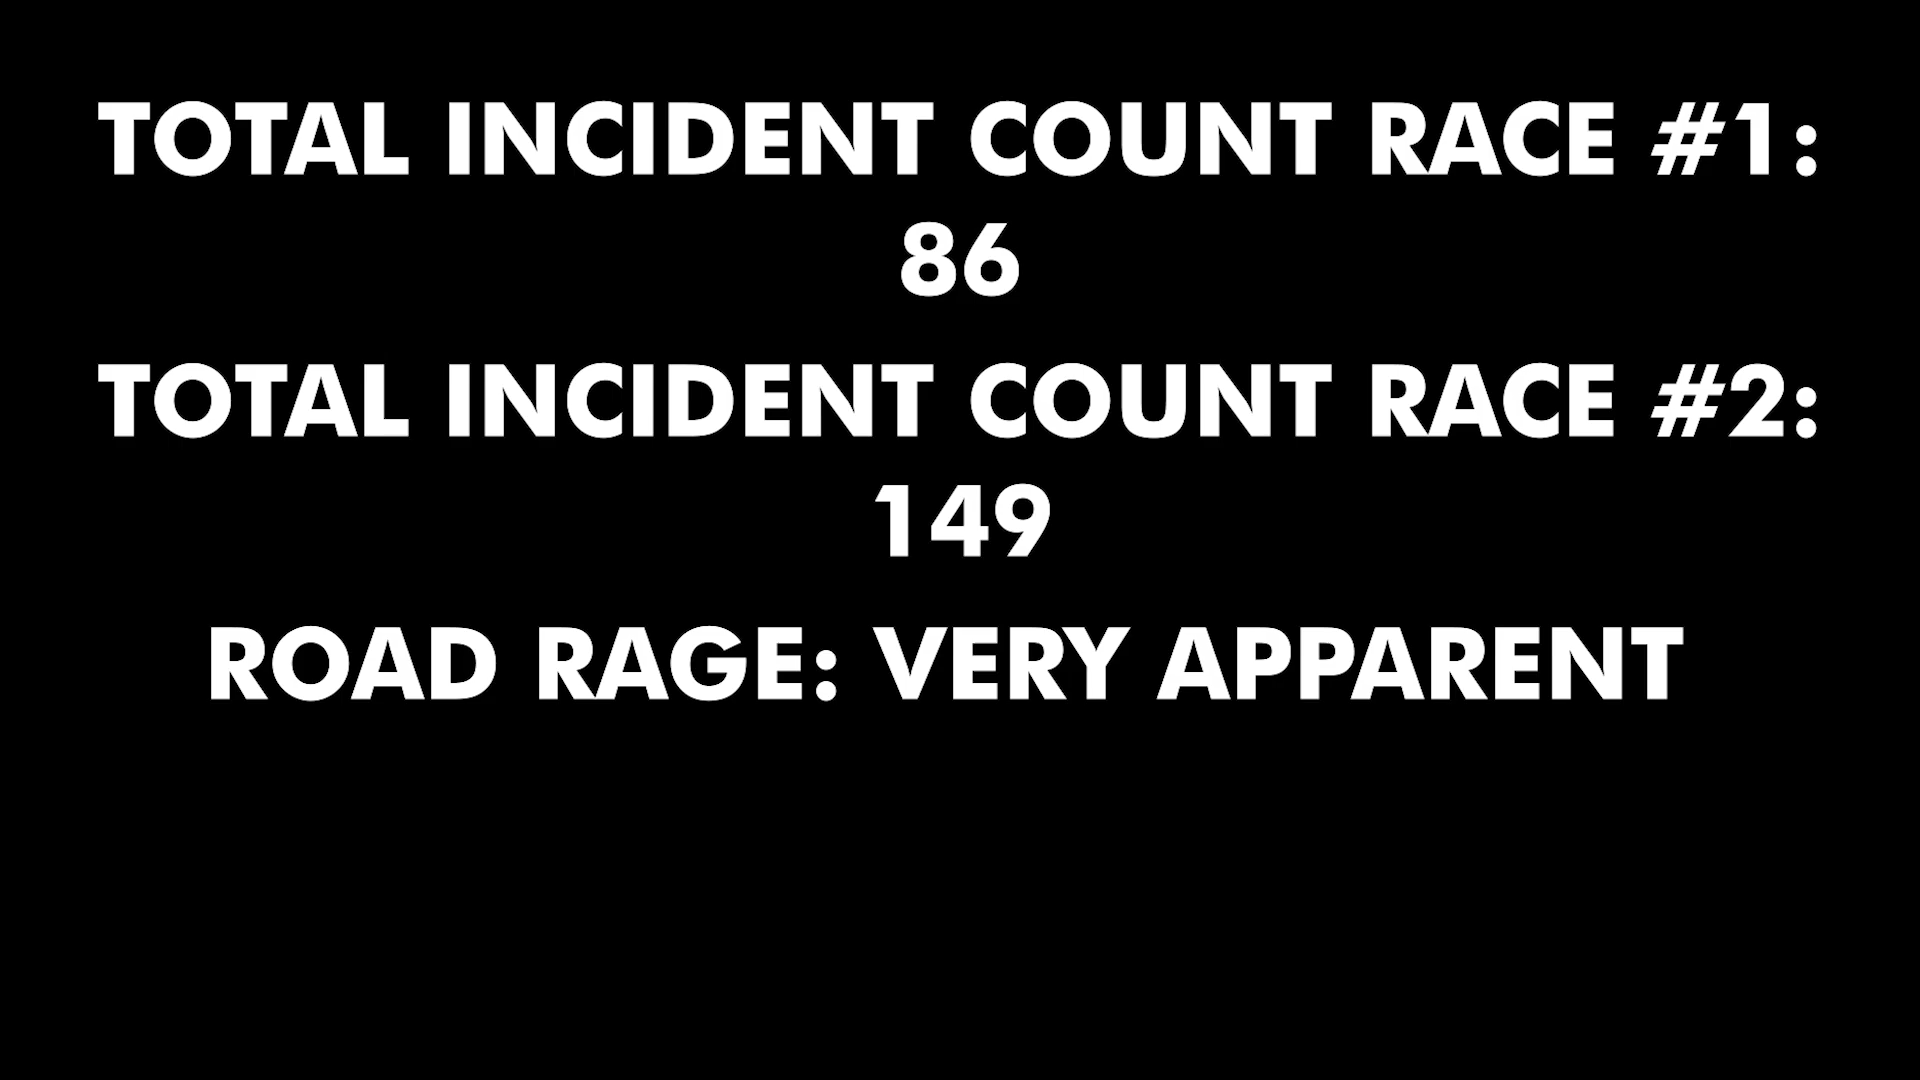 TOTAL INCIDENT COUNT RACE #1:
86
TOTAL INCIDENT COUNT RACE #2:
149
ROAD RAGE: VERY APPARENT